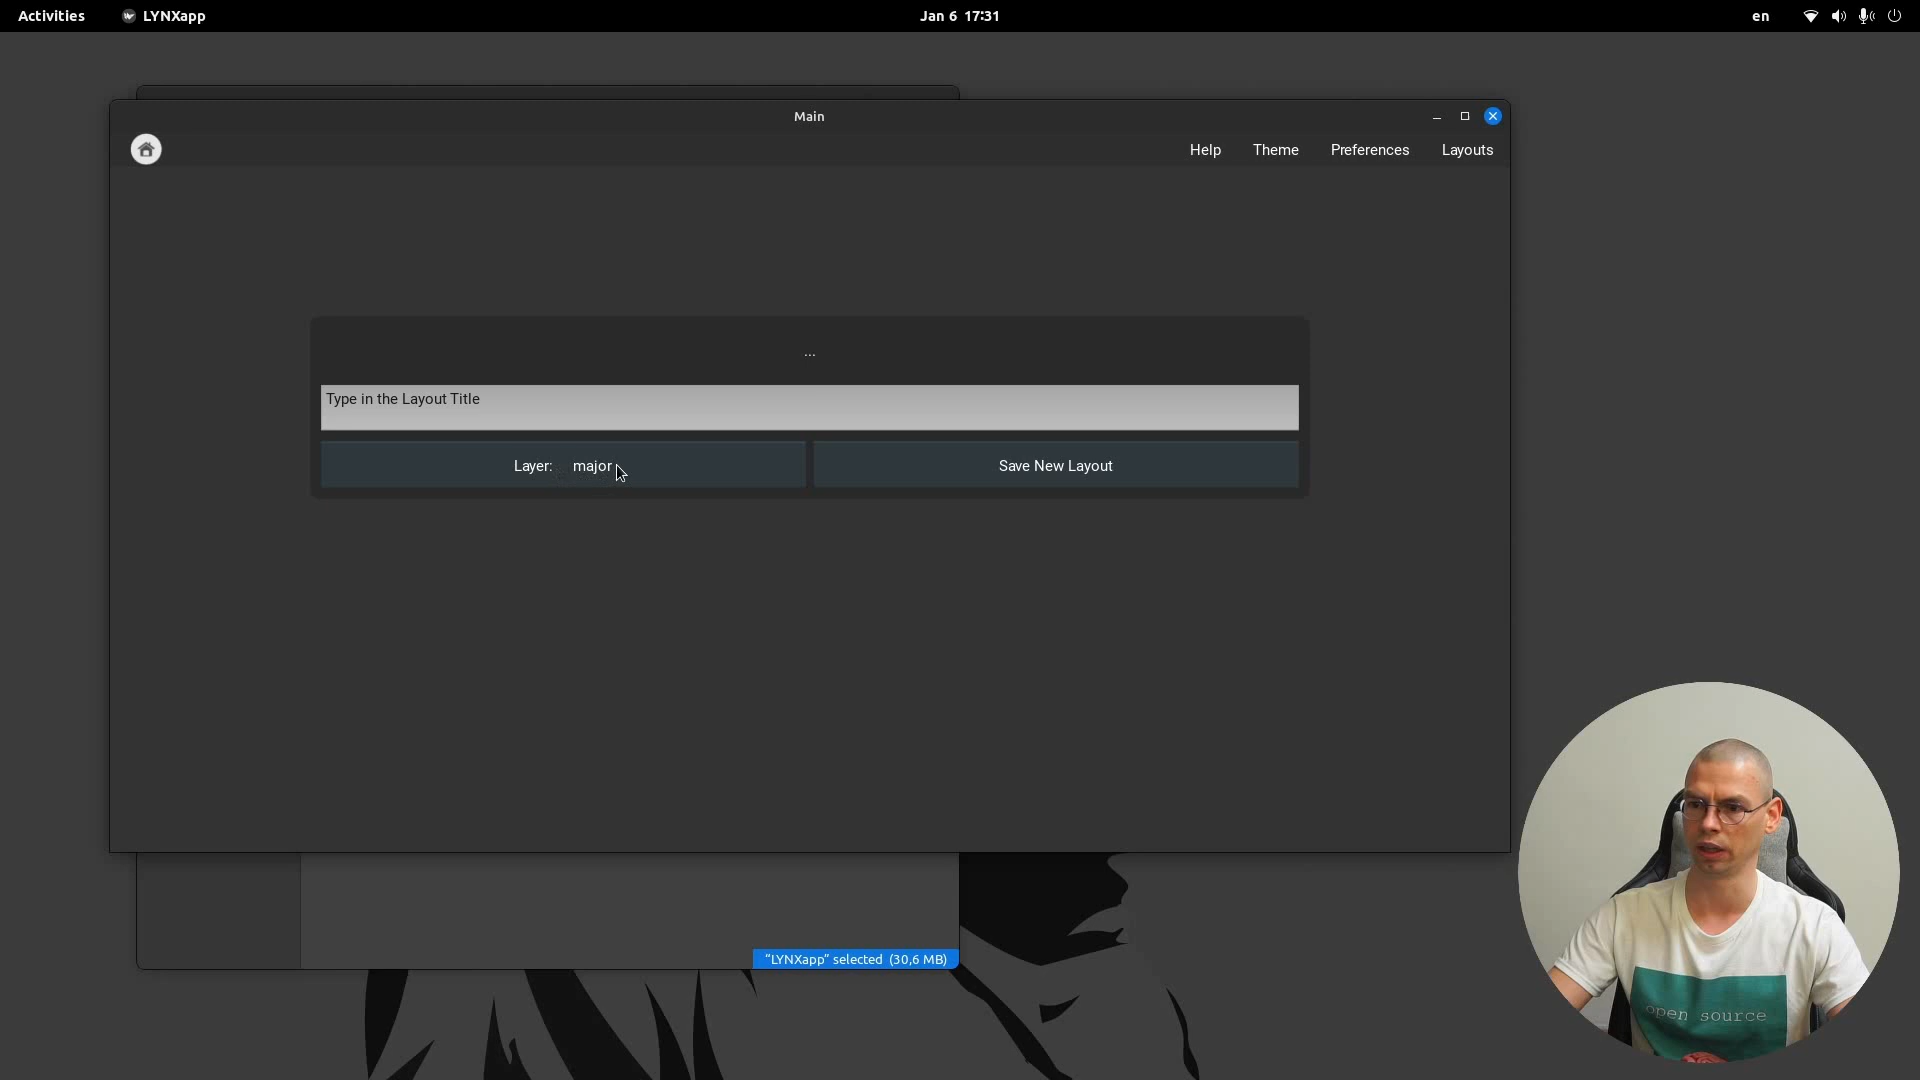 Activities
LYNXapp
Jan 6 17:31
en
Main
Help
Theme
Preferences
Layouts
...
Type in the Layout Title
Layer: major
Save New Layout
“LYNXapp” selected (30,6 MB)
open source